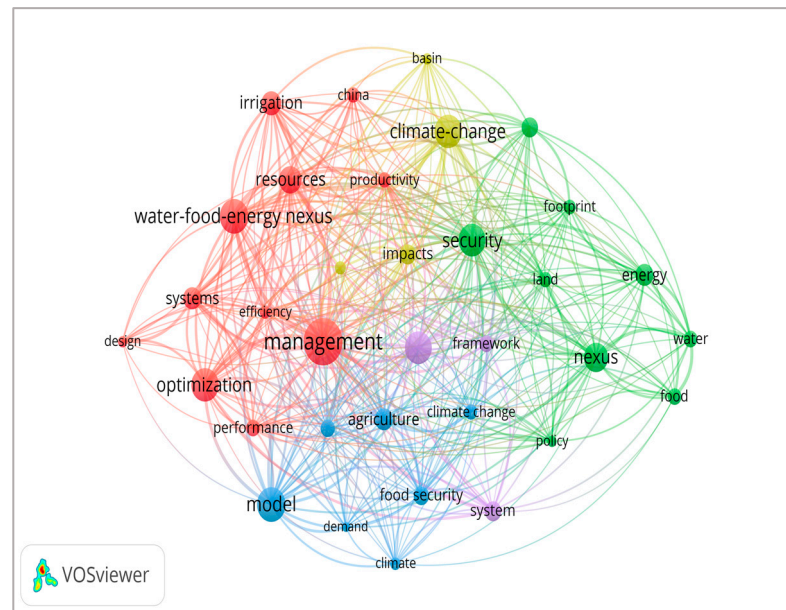 basin
china
irrigation
climate-change
resources
productivity
water-food-energy nexus
footprint
security
impacts
land
energy
systems
efficiency
design
management
framework
water
nexus
optimization
food
agriculture
climate change
performance
policy
model
food security
system
demand
climate
VOSviewer